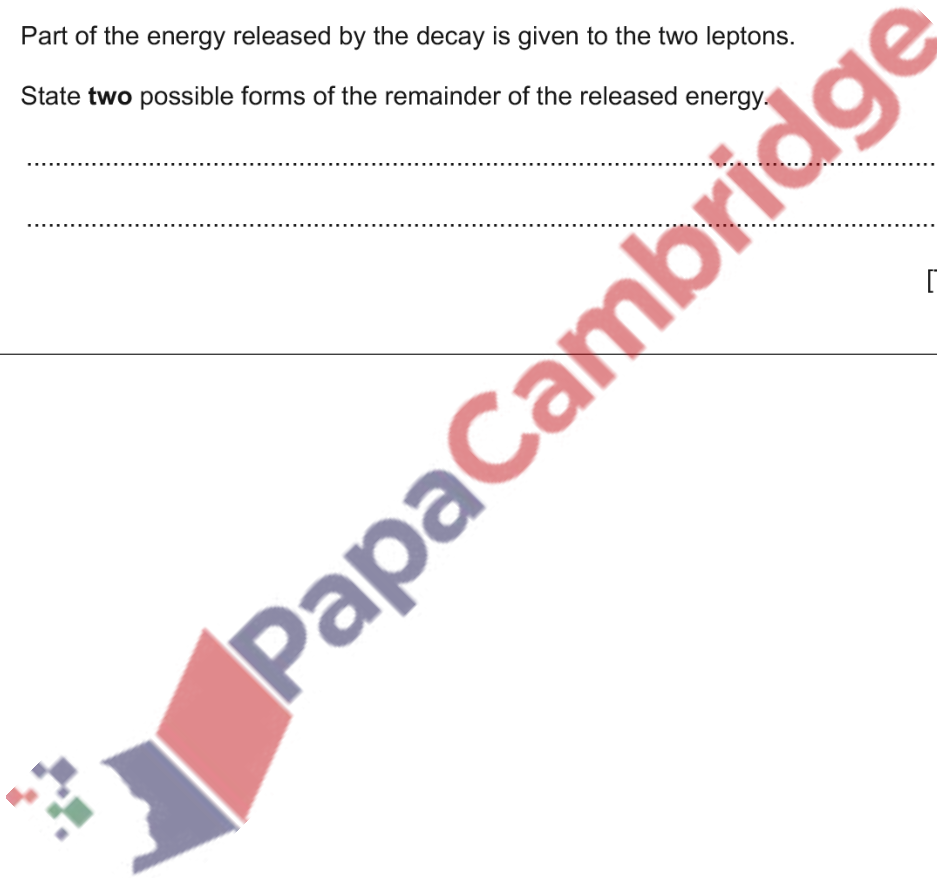 Part of the energy released by the decay is given to the two leptons.
State two possible forms of the remainder of the released energy.
..........
..........
[
PapaCambridge